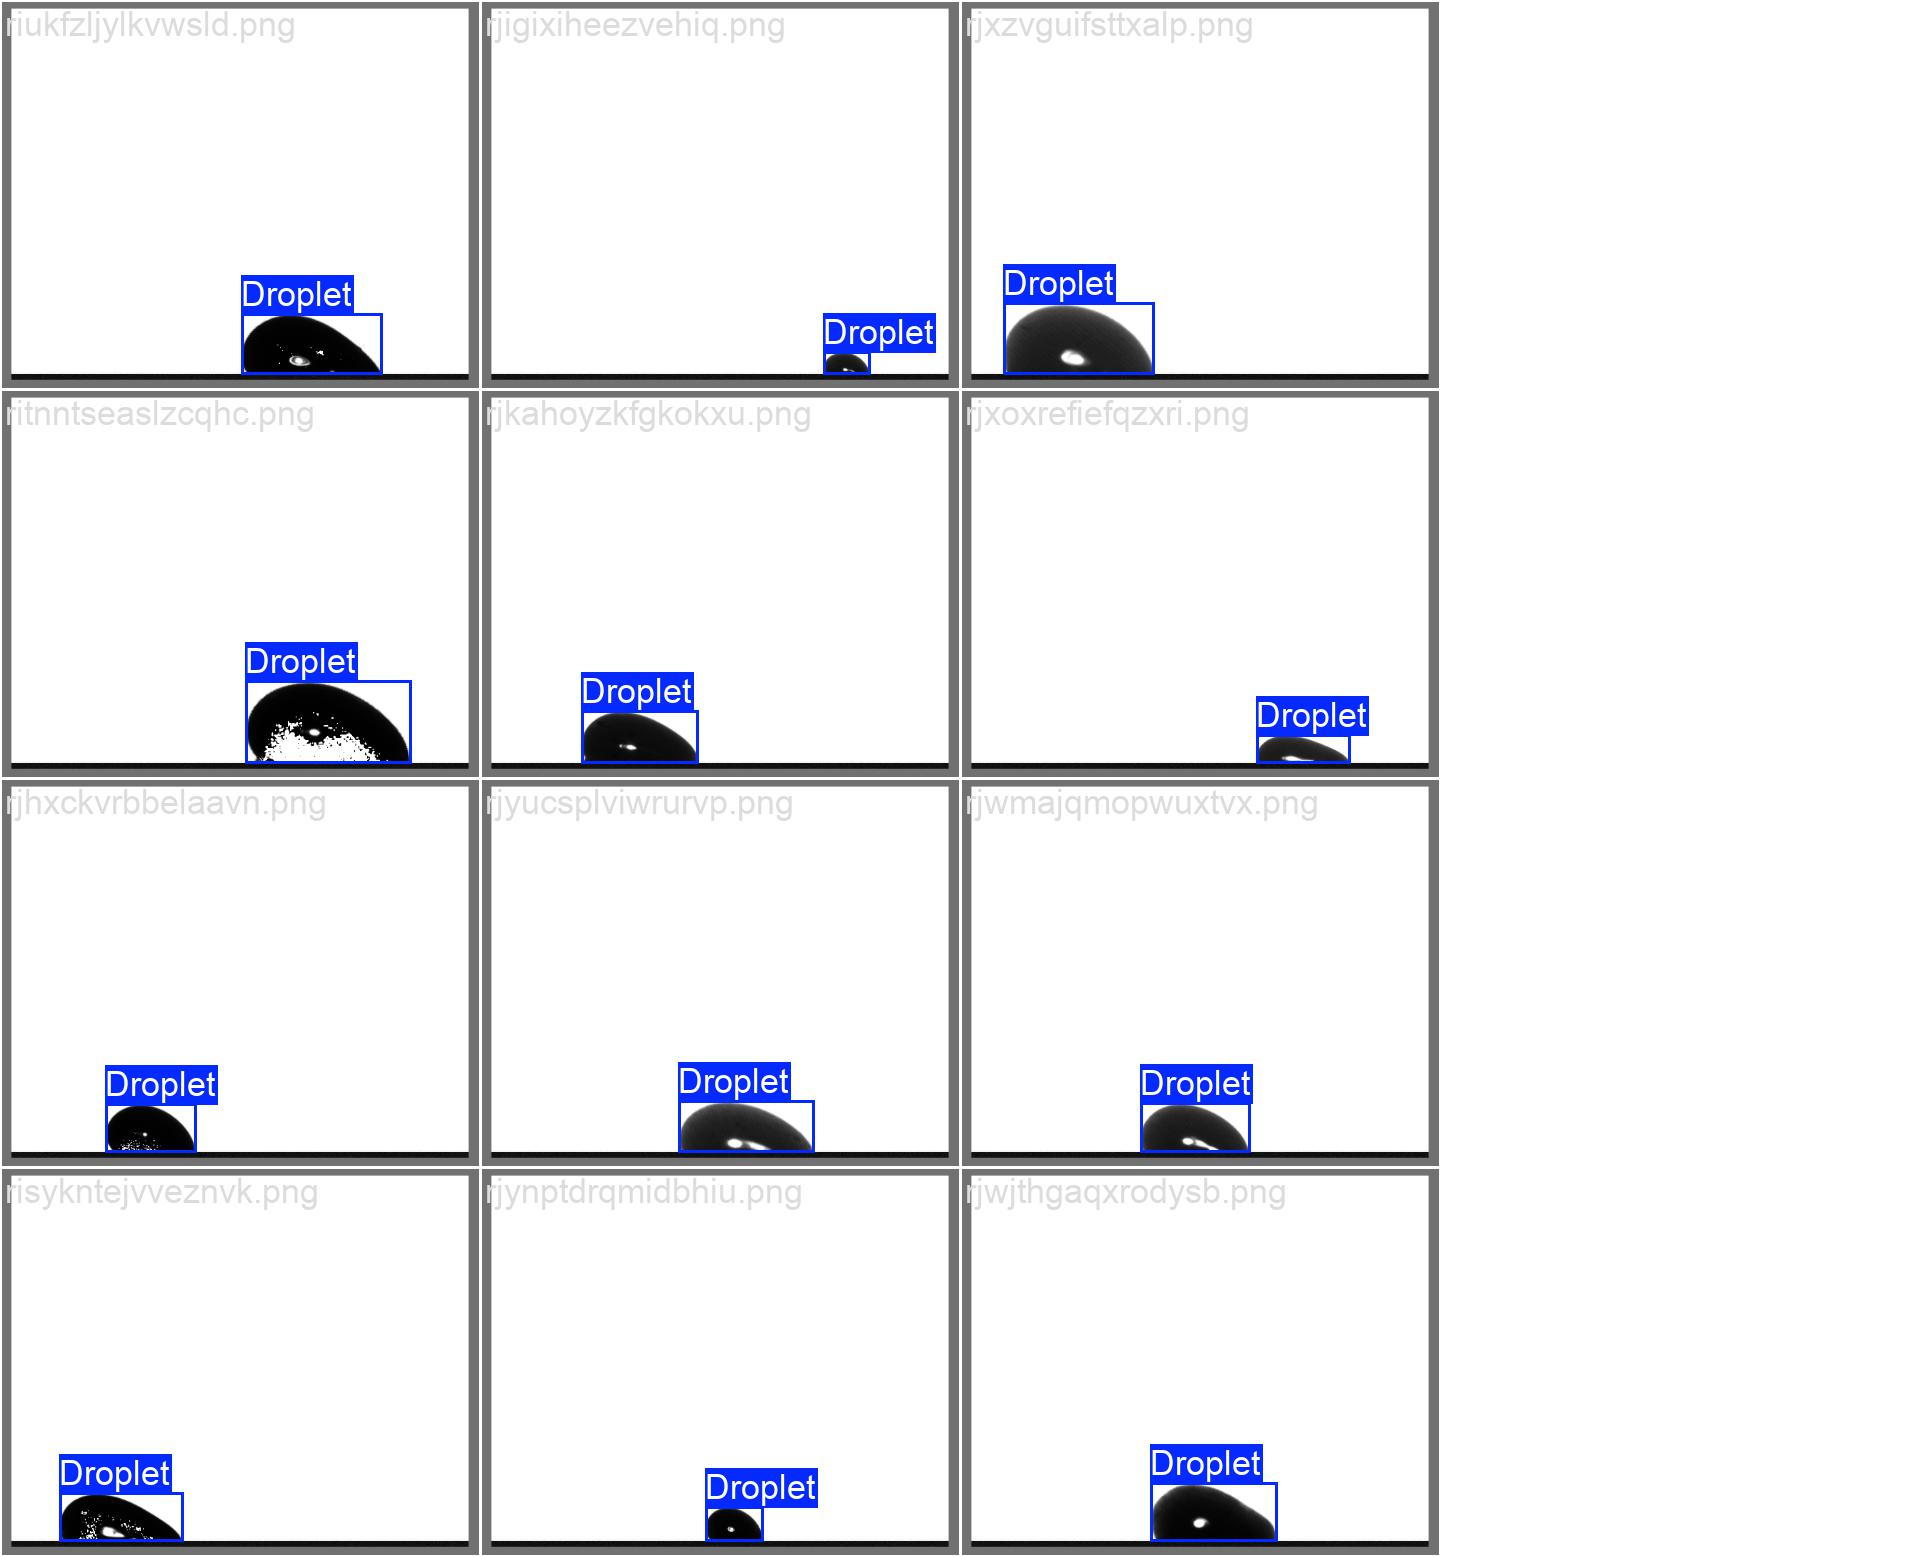 riukfzljylkvwsld.png
rjigixiheezvehiq.png
rjxzvguifsttxalp.png
Droplet
Droplet
Droplet
ritnntseaslzcqhc.png
rjkahoyzkfgkokxu.png
rjxoxrefiefqzxri.png
Droplet
Droplet
Droplet
rjhxckvrbbelaavn.png
rjyucsplviwrurvp.png
rjwmajqmopwuxtvx.png
Droplet
Droplet
Droplet
risykntejvveznvk.png
rjynptdrqmidbhiu.png
rjwjthgaqxrodysb.png
Droplet
Droplet
Droplet